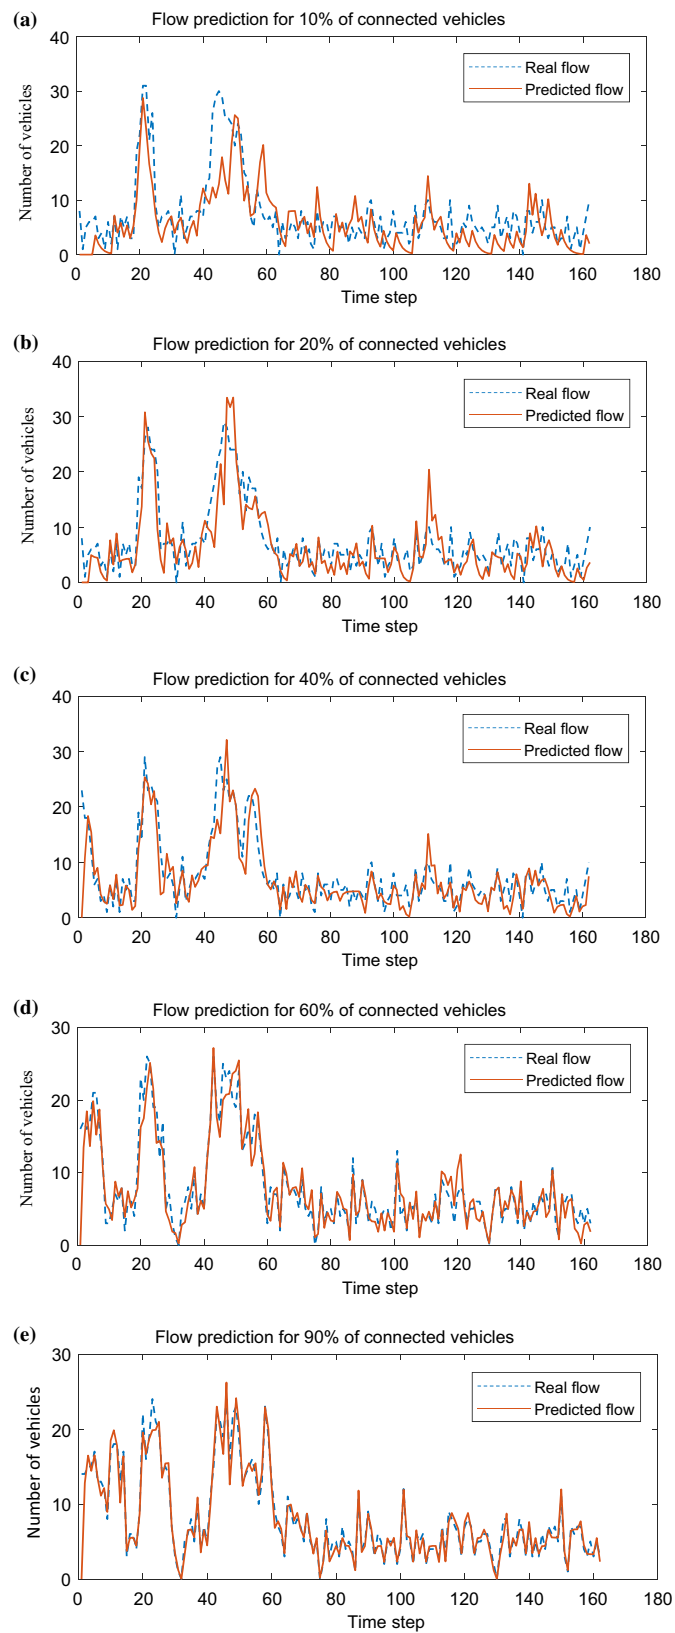 (a)
Flow prediction for 10% of connected vehicles
40
30
20
10
0
Number of vehicles
Real flow
Predicted flow
0 20 40 60 80 100 120 140 160 180
Time step
(b)
Flow prediction for 20% of connected vehicles
40
30
20
10
0
Number of vehicles
Real flow
Predicted flow
0 20 40 60 80 100 120 140 160 180
Time step
(c)
Flow prediction for 40% of connected vehicles
40
30
20
10
0
Number of vehicles
Real flow
Predicted flow
0 20 40 60 80 100 120 140 160 180
Time step
(d)
Flow prediction for 60% of connected vehicles
30
20
10
0
Number of vehicles
Real flow
Predicted flow
0 20 40 60 80 100 120 140 160 180
Time step
(e)
Flow prediction for 90% of connected vehicles
30
20
10
0
Number of vehicles
Real flow
Predicted flow
0 20 40 60 80 100 120 140 160 180
Time step